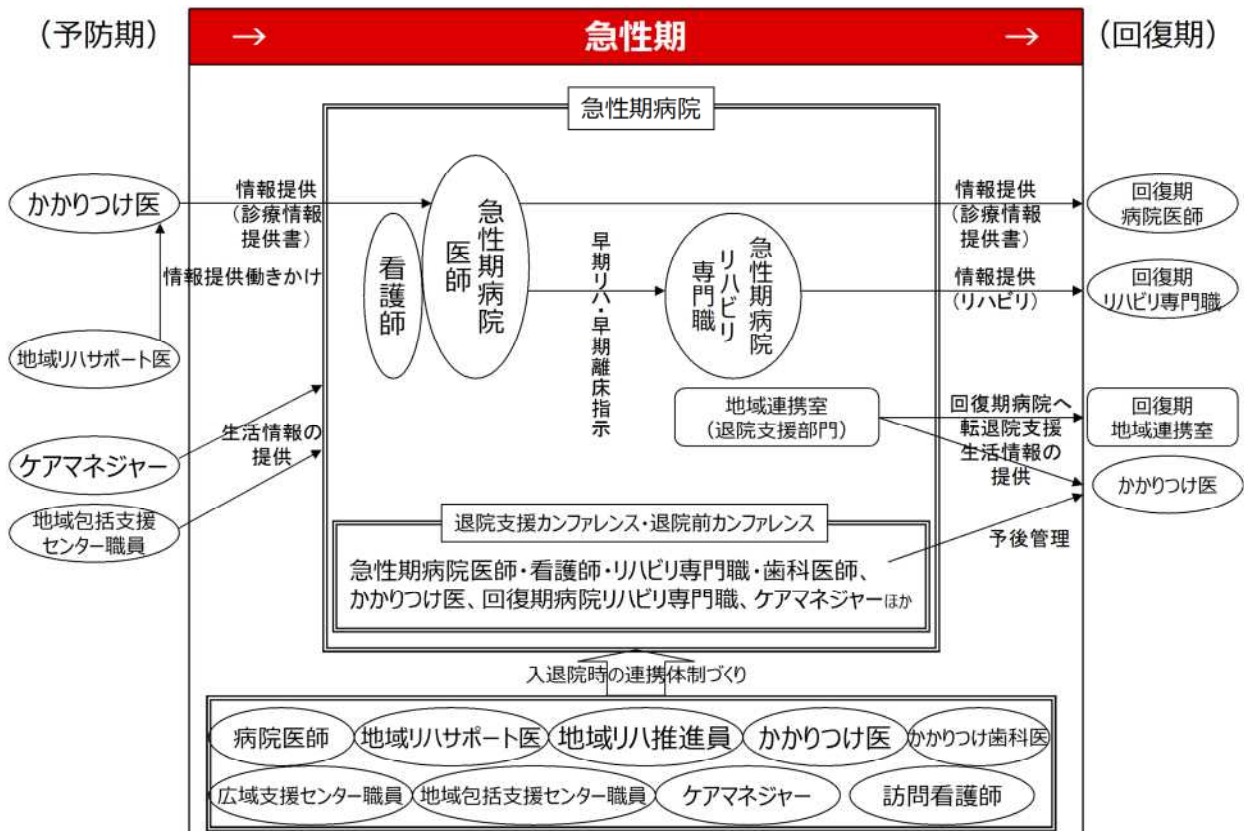 (予防期)
→ 急性期 →
(回復期)
急性期病院
かかりつけ医
情報提供
(診療情報
提供書)
情報提供働きかけ
地域リハサポート医
ケアマネジャー
地域包括支援
センター職員
生活情報の
提供
看護師
急性期病院
医師
早期リハ・早期離床指示
急性期病院
リハビリ
専門職
情報提供
(診療情報
提供書)
情報提供
(リハビリ)
回復期
病院医師
回復期
リハビリ専門職
地域連携室
(退院支援部門)
回復期病院へ
転退院支援
生活情報の
提供
回復期
地域連携室
かかりつけ医
予後管理
退院支援カンファレンス・退院前カンファレンス
急性期病院医師・看護師・リハビリ専門職・歯科医師、
かかりつけ医、回復期病院リハビリ専門職、ケアマネジャーほか
入退院時の連携体制づくり
病院医師 地域リハサポート医 地域リハ推進員 かかりつけ医 かかりつけ歯科医
広域支援センター職員 地域包括支援センター職員 ケアマネジャー 訪問看護師